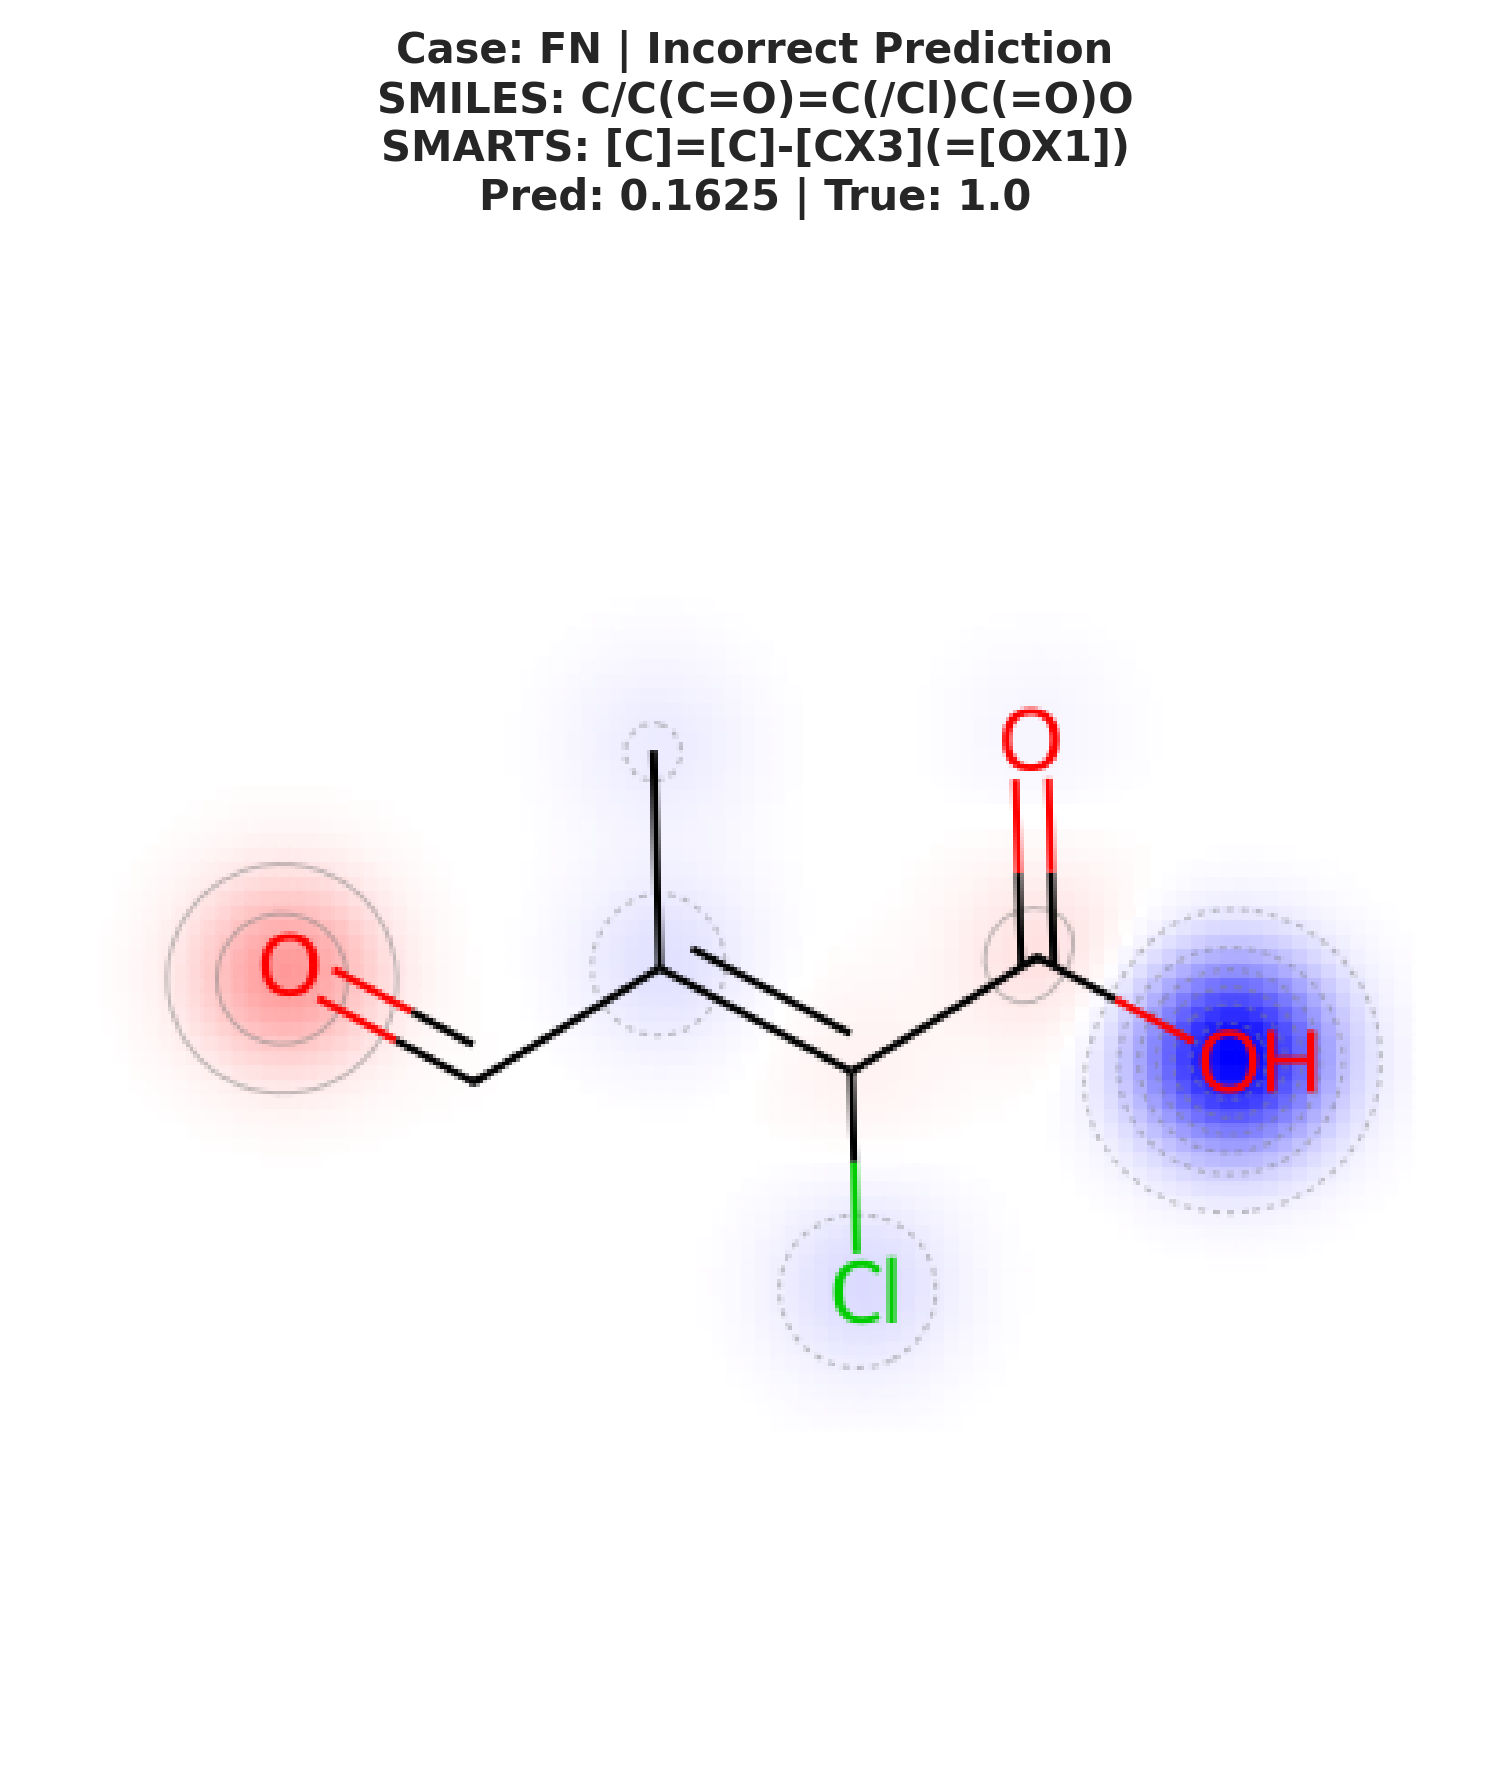 Case: FN | Incorrect Prediction
SMILES: C/C(C=O)=C(/Cl)C(=O)O
SMARTS: [C]=[C]-[CX3](=[OX1])
Pred: 0.1625 | True: 1.0
O
O
OH
Cl